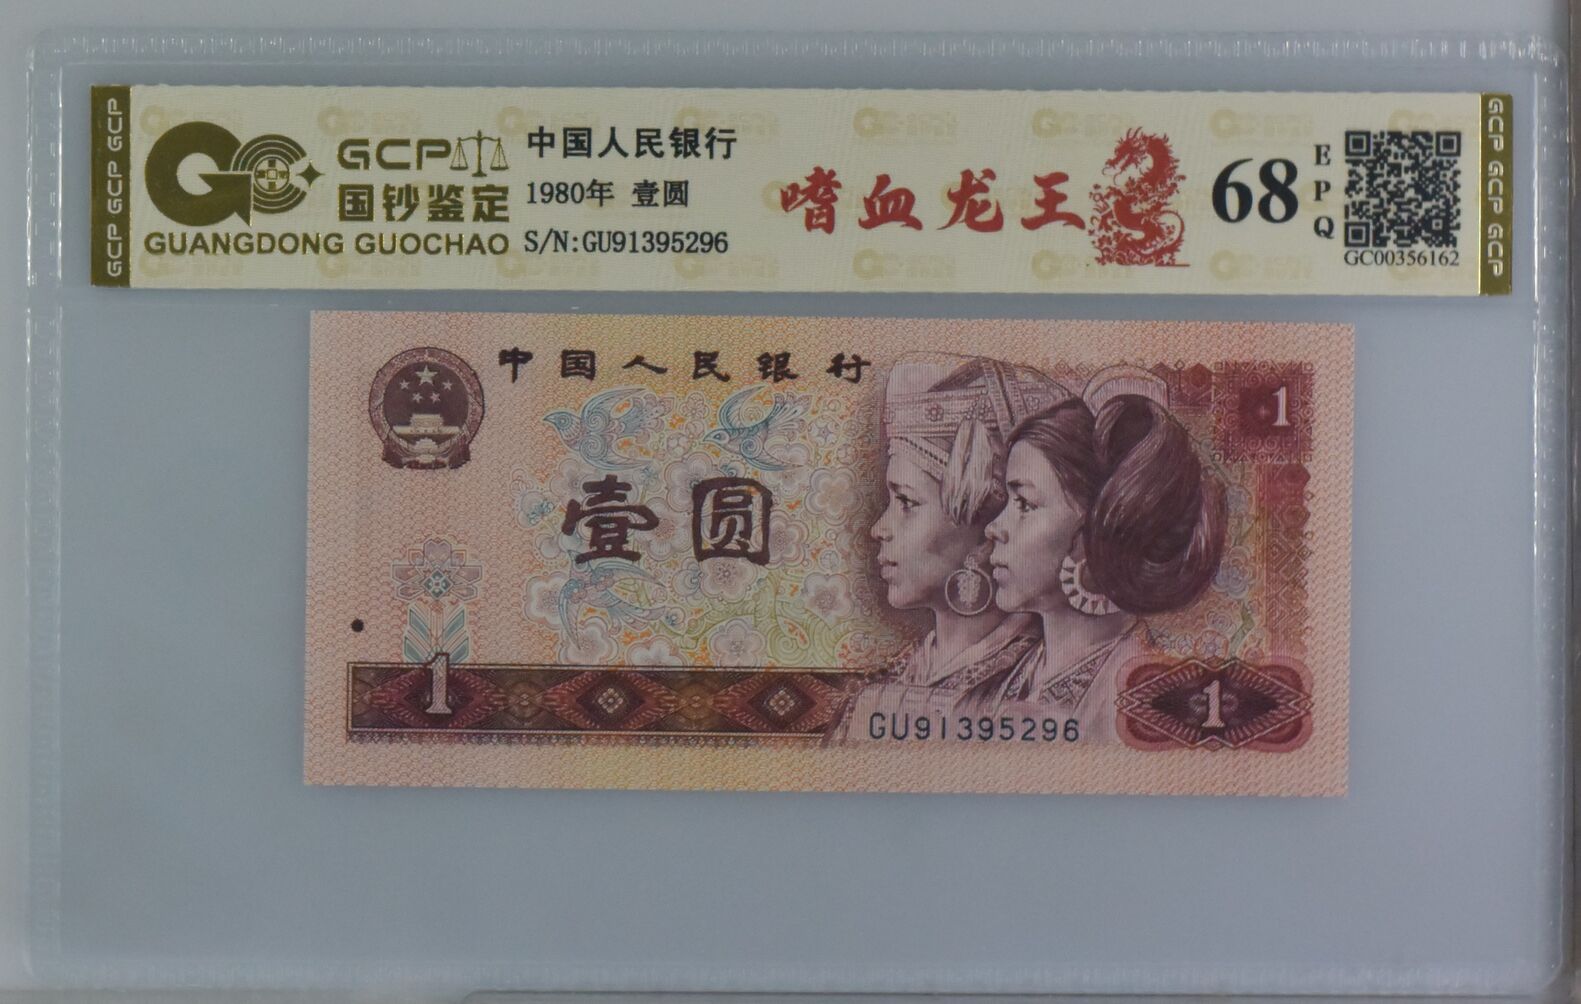 GCP GCP GCP
GCP
国钞鉴定
GUANGDONG GUOCHAO
中国人民银行
1980年 壹圆
S/N:GU91395296
嗜血龙王
68
EPQ
GC00356162
GCP GCP GCP
中国人民银行
1
壹圆
1
GU91395296
1